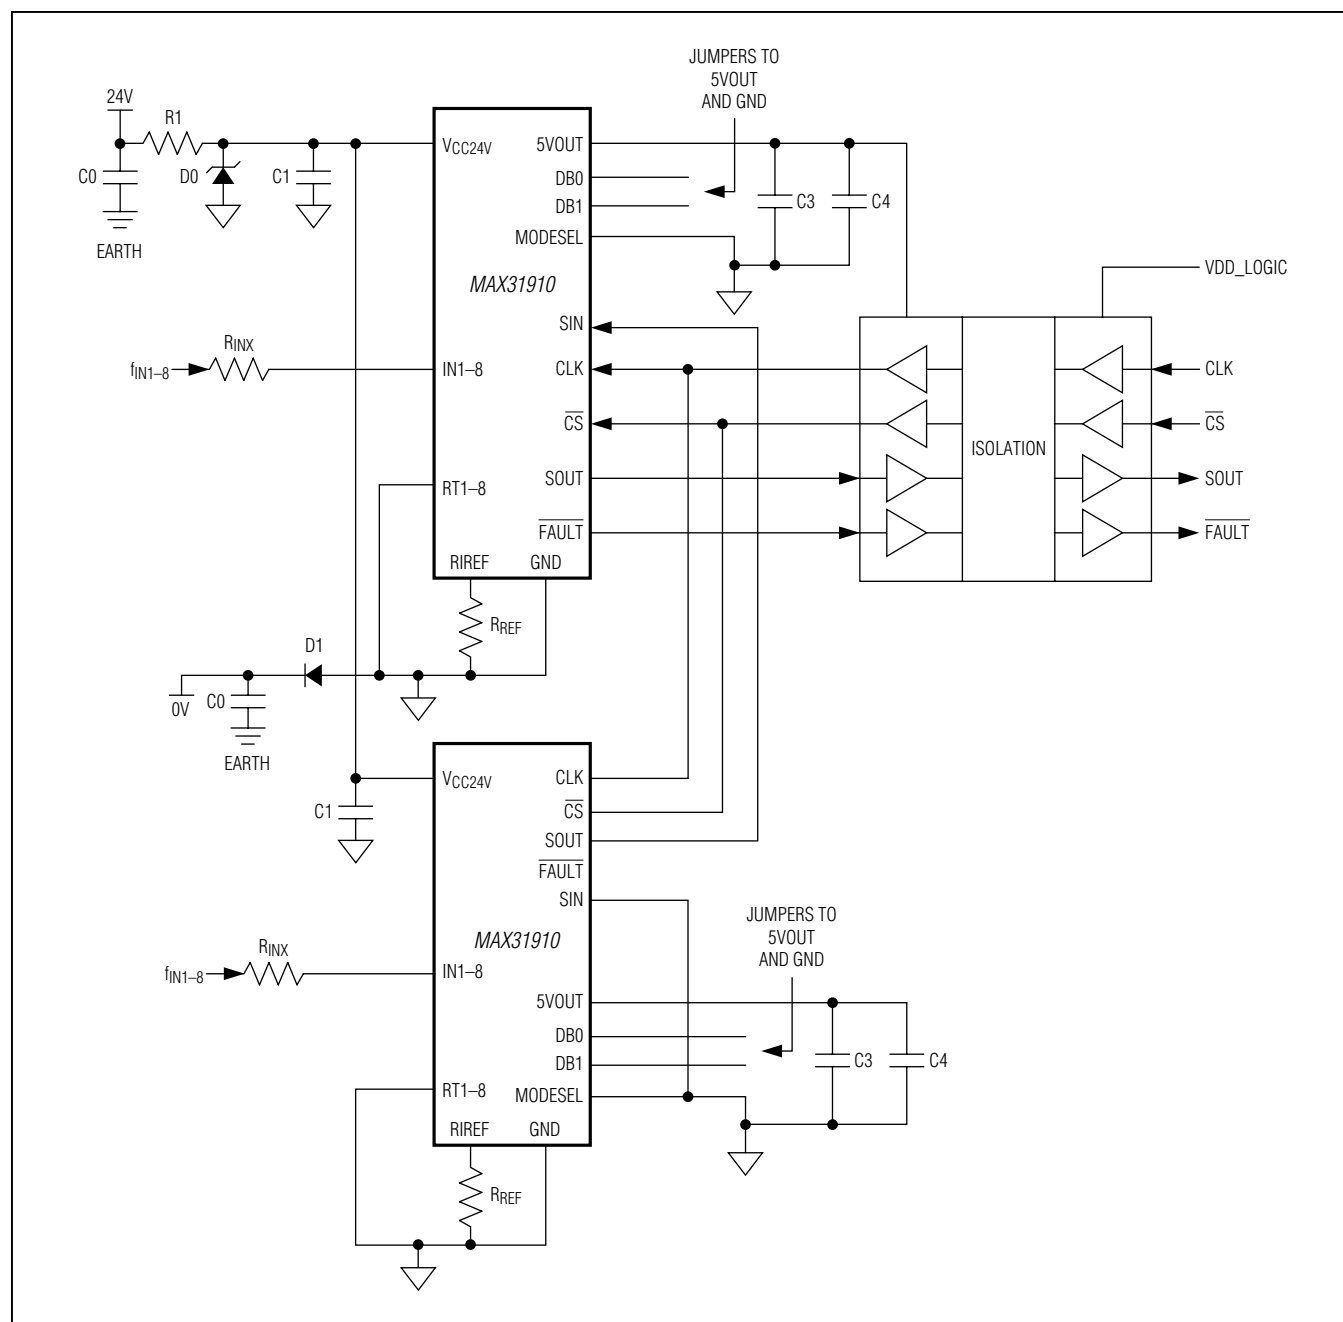 JUMPERS TO
5VOUT
AND GND
24V
R1
C0
D0
C1
EARTH
VCC24V
5VOUT
DB0
DB1
MODESEL
C3
C4
MAX31910
VDD_LOGIC
SIN
RINX
fIN1–8
IN1–8
CLK
CLK
CS
CS
ISOLATION
RT1–8
SOUT
SOUT
FAULT
FAULT
RIREF
GND
RREF
D1
0V
C0
EARTH
VCC24V
CLK
C1
CS
SOUT
FAULT
SIN
JUMPERS TO
5VOUT
AND GND
MAX31910
RINX
fIN1–8
IN1–8
5VOUT
DB0
DB1
C3
C4
RT1–8
MODESEL
RIREF
GND
RREF